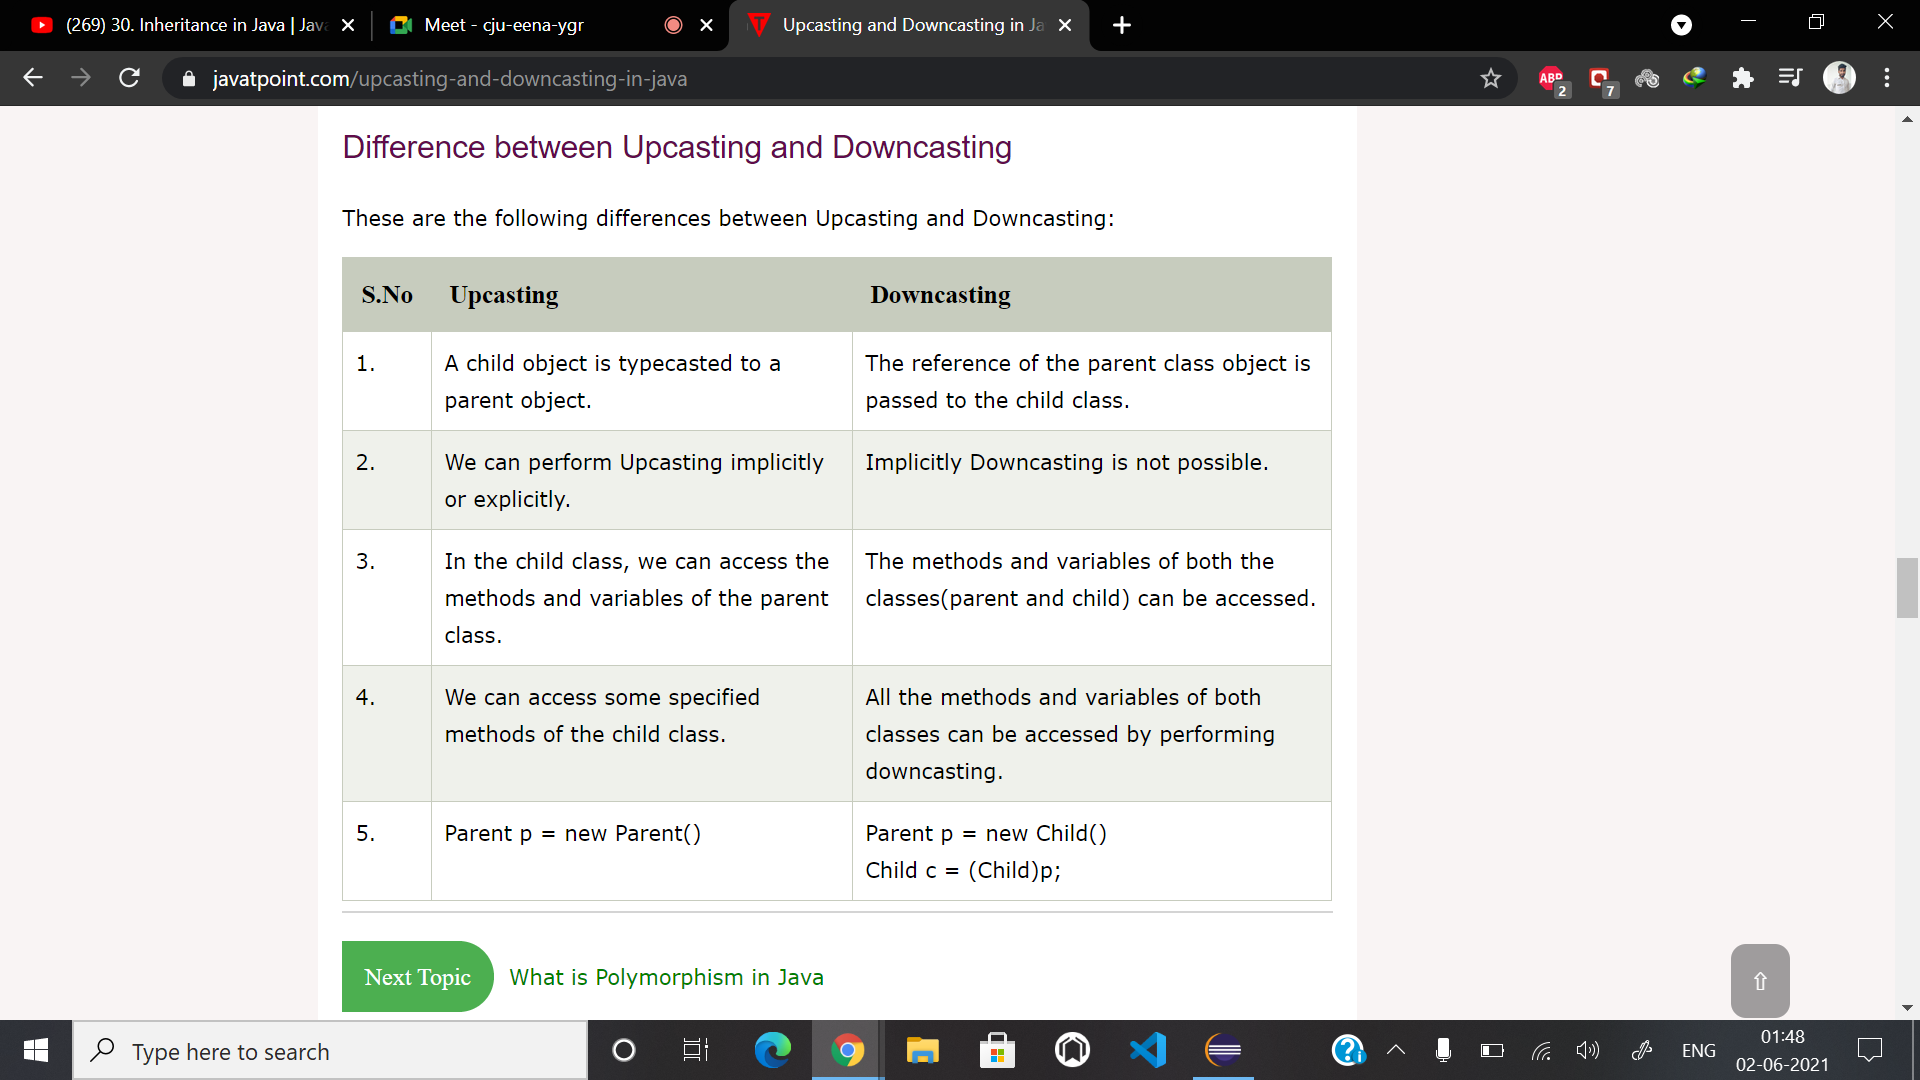 (269) 30. Inheritance in Java | Java
Meet - cju-eena-ygr
Upcasting and Downcasting in Ja
javatpoint.com/upcasting-and-downcasting-in-java
ABP
2
7
Difference between Upcasting and Downcasting
These are the following differences between Upcasting and Downcasting:
S.No Upcasting Downcasting
1. A child object is typecasted to a parent object. The reference of the parent class object is passed to the child class.
2. We can perform Upcasting implicitly or explicitly. Implicitly Downcasting is not possible.
3. In the child class, we can access the methods and variables of the parent class. The methods and variables of both the classes(parent and child) can be accessed.
4. We can access some specified methods of the child class. All the methods and variables of both classes can be accessed by performing downcasting.
5. Parent p = new Parent() Parent p = new Child()
Child c = (Child)p;
Next Topic What is Polymorphism in Java
Type here to search
ENG
01:48
02-06-2021